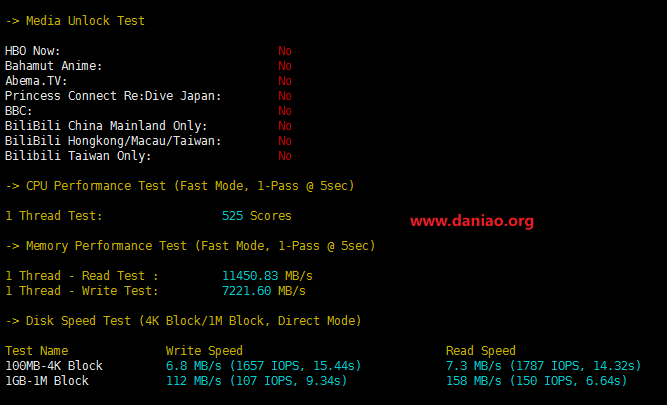 -> Media Unlock Test
HBO Now: No
Bahamut Anime: No
Abema.TV: No
Princess Connect Re:Dive Japan: No
BBC: No
BiliBili China Mainland Only: No
BiliBili Hongkong/Macau/Taiwan: No
Bilibili Taiwan Only: No
-> CPU Performance Test (Fast Mode, 1-Pass @ 5sec)
1 Thread Test: 525 Scores
www.daniao.org
-> Memory Performance Test (Fast Mode, 1-Pass @ 5sec)
1 Thread - Read Test : 11450.83 MB/s
1 Thread - Write Test: 7221.60 MB/s
-> Disk Speed Test (4K Block/1M Block, Direct Mode)
Test Name Write Speed Read Speed
100MB-4K Block 6.8 MB/s (1657 IOPS, 15.44s) 7.3 MB/s (1787 IOPS, 14.32s)
1GB-1M Block 112 MB/s (107 IOPS, 9.34s) 158 MB/s (150 IOPS, 6.64s)